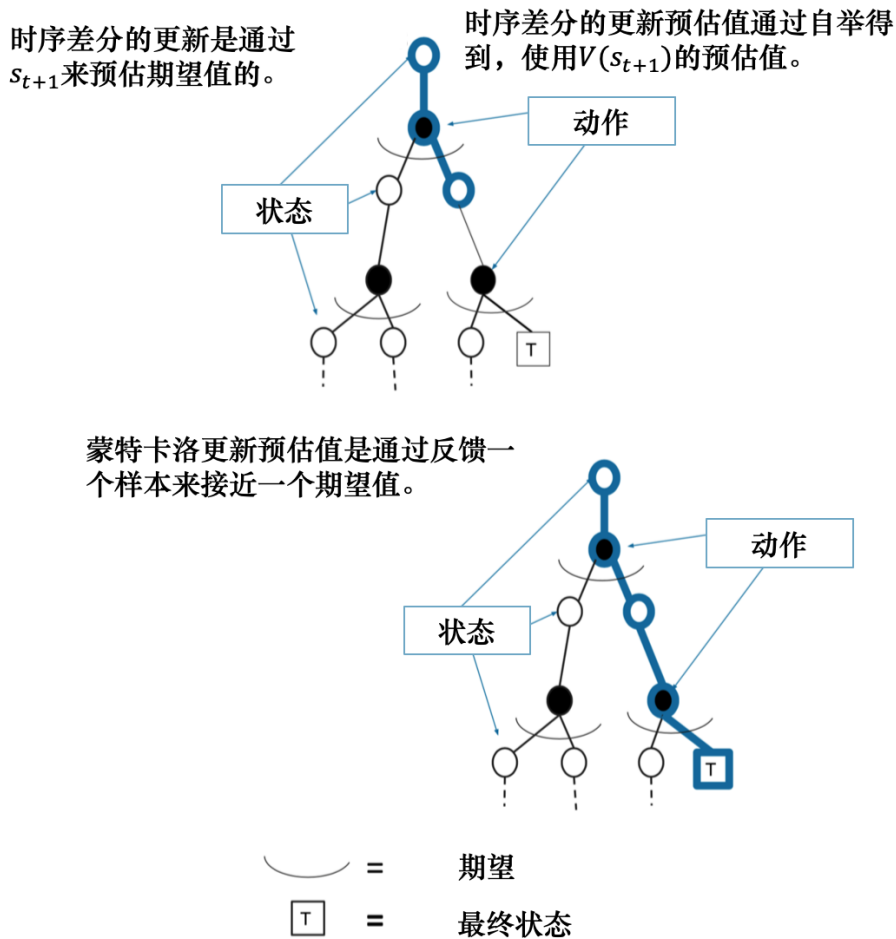 时序差分的更新是通过
s_{t+1}来预估期望值的。
时序差分的更新预估值通过自举得
到，使用V(s_{t+1})的预估值。
动作
状态
T
蒙特卡洛更新预估值是通过反馈一
个样本来接近一个期望值。
动作
状态
T
= 期望
T = 最终状态